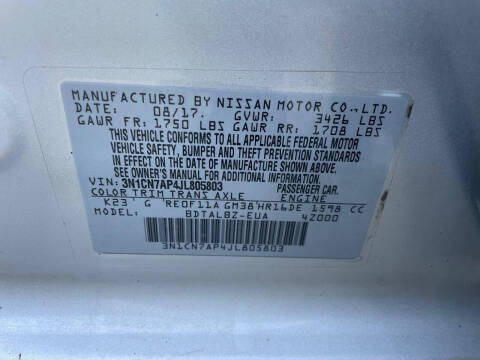 MANUFACTURED BY NISSAN MOTOR CO.,LTD.
DATE: 08/17. GVWR: 3426 LBS
GAWR FR: 1750 LBS GAWR RR: 1708 LBS
THIS VEHICLE CONFORMS TO ALL APPLICABLE FEDERAL MOTOR
VEHICLE SAFETY, BUMPER AND THEFT PREVENTION STANDARDS
IN EFFECT ON THE DATE OF MANUFACTURE SHOWN ABOVE.
SEE OWNER'S MANUAL FOR ADDITIONAL INFORMATION
VIN: 3N1CN7AP4JL805803 PASSENGER CAR.
COLOR TRIM TRANS AXLE ENGINE
K23 G RE0F11A GM38 HR16DE 1598 CC
BDTALBZ-EUA 4Z000
3N1CN7AP4JL805803